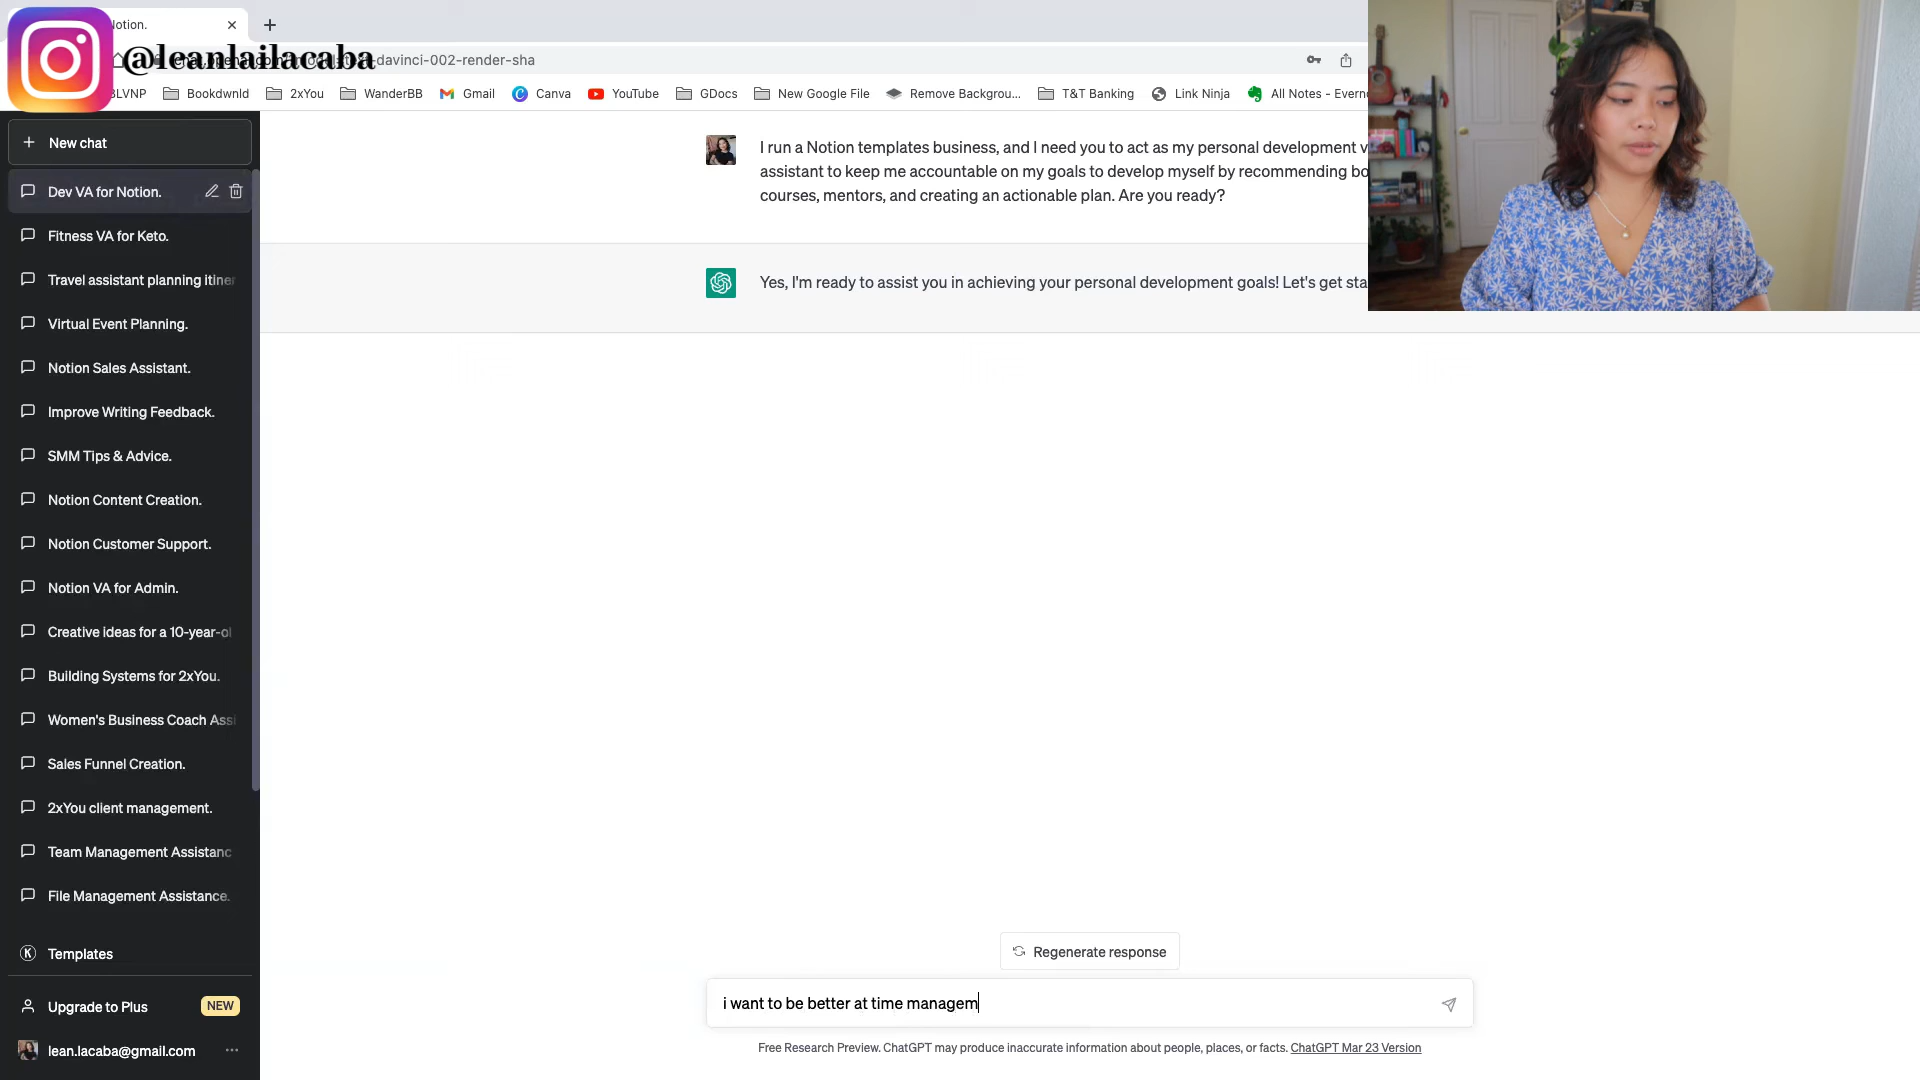 otion.
@leanlailacaba
davinci-002-render-sha
BLVNP
Bookdwnld
2xYou
WanderBB
Gmail
Canva
YouTube
GDocs
New Google File
Remove Backgrou...
T&T Banking
Link Ninja
All Notes - Evern
New chat
Dev VA for Notion.
Fitness VA for Keto.
Travel assistant planning itiner
Virtual Event Planning.
Notion Sales Assistant.
Improve Writing Feedback.
SMM Tips & Advice.
Notion Content Creation.
Notion Customer Support.
Notion VA for Admin.
Creative ideas for a 10-year-ol
Building Systems for 2xYou.
Women's Business Coach Assi
Sales Funnel Creation.
2xYou client management.
Team Management Assistanc
File Management Assistance.
Templates
Upgrade to Plus
NEW
lean.lacaba@gmail.com
I run a Notion templates business, and I need you to act as my personal development v
assistant to keep me accountable on my goals to develop myself by recommending bo
courses, mentors, and creating an actionable plan. Are you ready?
Yes, I'm ready to assist you in achieving your personal development goals! Let's get sta
Regenerate response
i want to be better at time managem
Free Research Preview. ChatGPT may produce inaccurate information about people, places, or facts. ChatGPT Mar 23 Version